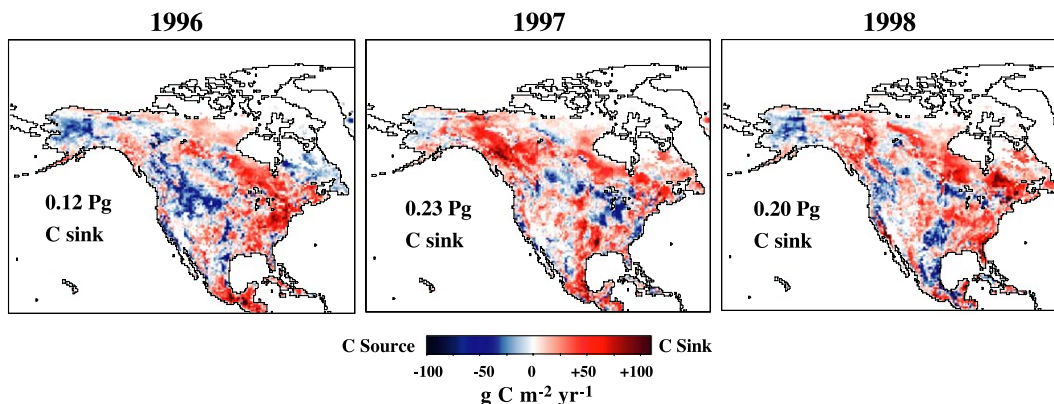 1996
1997
1998
0.12 Pg
C sink
0.23 Pg
C sink
0.20 Pg
C sink
C Source
C Sink
-100 -50 0 +50 +100
g C m⁻² yr⁻¹